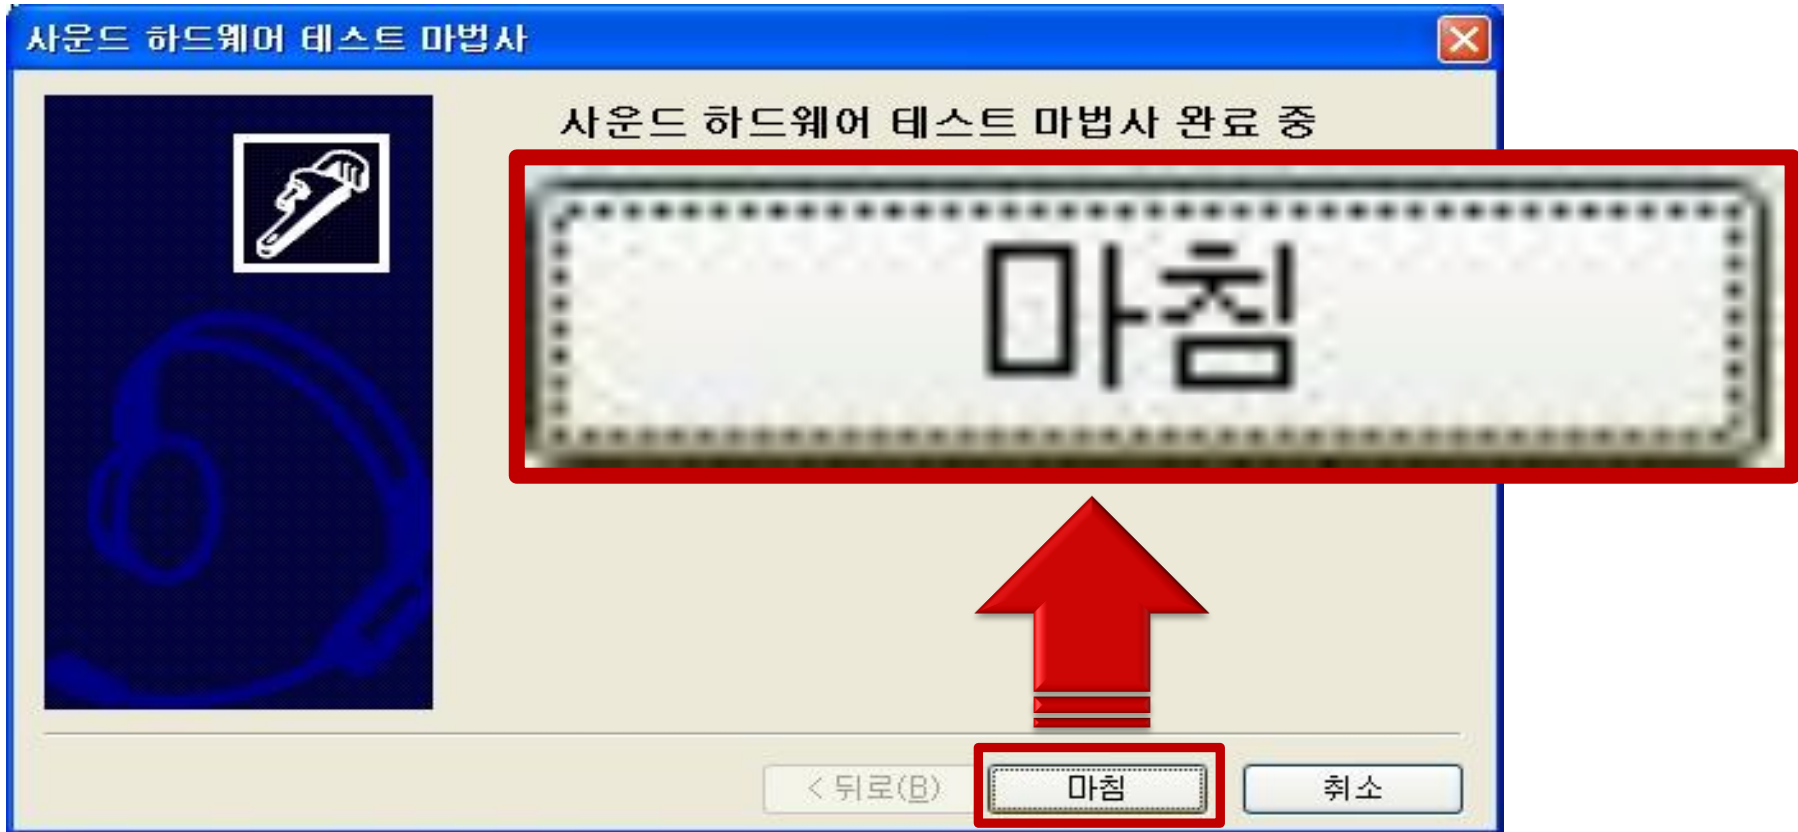 사운드 하드웨어 테스트 마법사
사운드 하드웨어 테스트 마법사 완료 중
마침
< 뒤로(B)
마침
취소